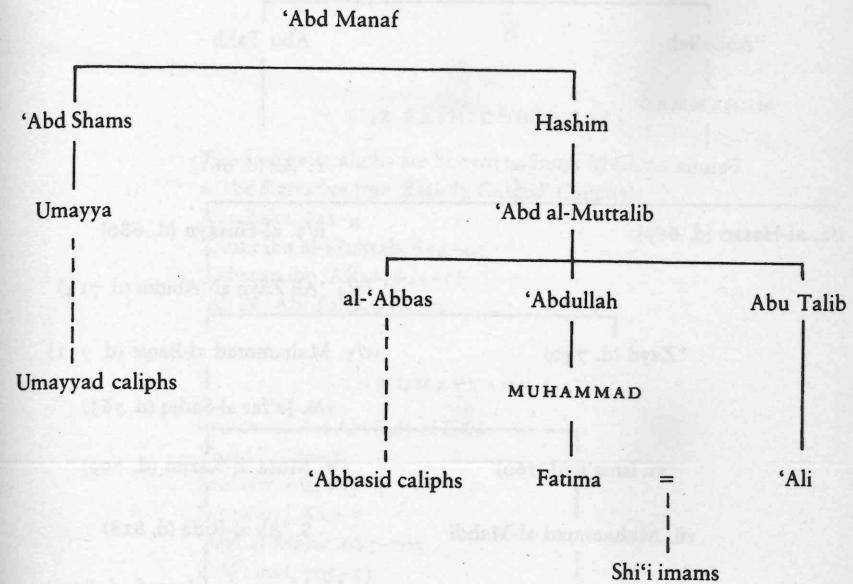 ‘Abd Manaf
‘Abd Shams Hashim
Umayya ‘Abd al-Muttalib
al-‘Abbas ‘Abdullah Abu Talib
Umayyad caliphs
MUHAMMAD
‘Abbasid caliphs Fatima = ‘Ali
Shi‘i imams